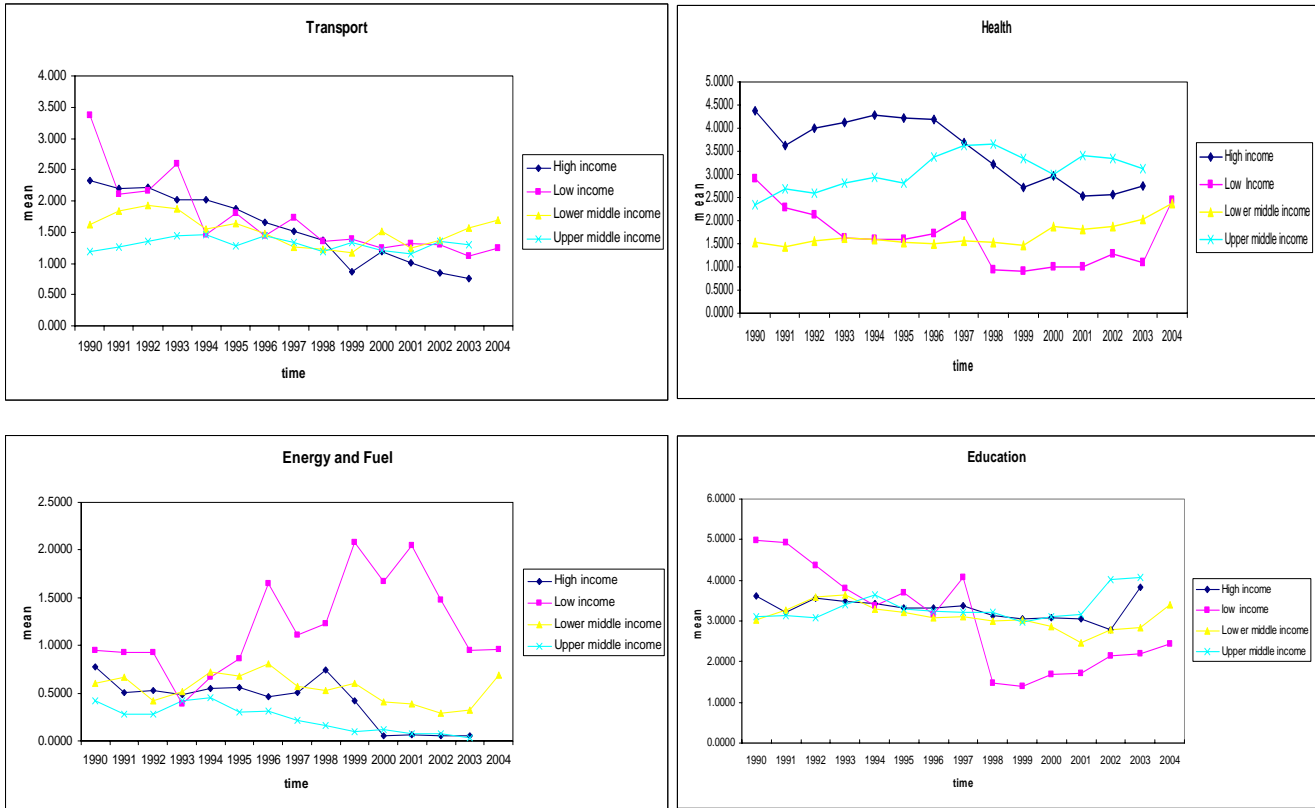 Transport
4.000
3.500
3.000
2.500
2.000
1.500
1.000
0.500
0.000
mean
1990 1991 1992 1993 1994 1995 1996 1997 1998 1999 2000 2001 2002 2003 2004
time
High income
Low income
Lower middle income
Upper middle income
Health
5.0000
4.5000
4.0000
3.5000
3.0000
2.5000
2.0000
1.5000
1.0000
0.5000
0.0000
mean
1990 1991 1992 1993 1994 1995 1996 1997 1998 1999 2000 2001 2002 2003 2004
time
High income
Low Income
Lower middle income
Upper middle income
Energy and Fuel
2.5000
2.0000
1.5000
1.0000
0.5000
0.0000
mean
1990 1991 1992 1993 1994 1995 1996 1997 1998 1999 2000 2001 2002 2003 2004
time
High income
Low income
Lower middle income
Upper middle income
Education
6.0000
5.0000
4.0000
3.0000
2.0000
1.0000
0.0000
mean
1990 1991 1992 1993 1994 1995 1996 1997 1998 1999 2000 2001 2002 2003 2004
time
High income
low income
Lower middle income
Upper middle income